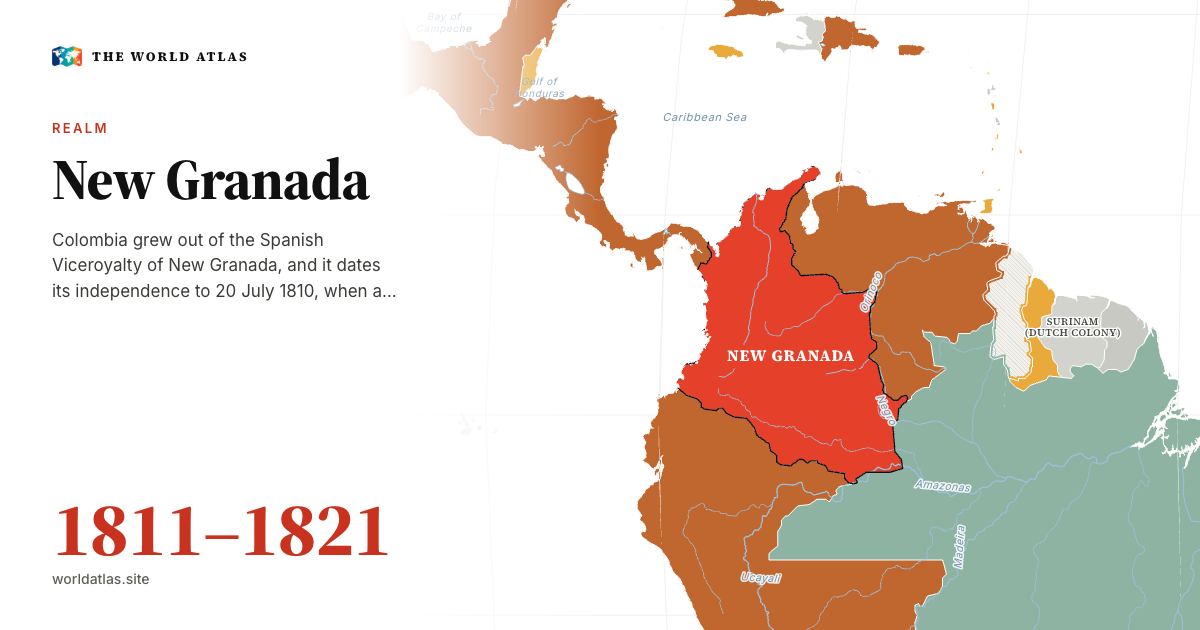 THE WORLD ATLAS
REALM
New Granada
Colombia grew out of the Spanish
Viceroyalty of New Granada, and it dates
its independence to 20 July 1810, when a...
1811–1821
worldatlas.site
Bay of
Campeche
Gulf of
Honduras
Caribbean Sea
Orinoco
SURINAM
(DUTCH COLONY)
NEW GRANADA
Negro
Amazonas
Madeira
Ucayali